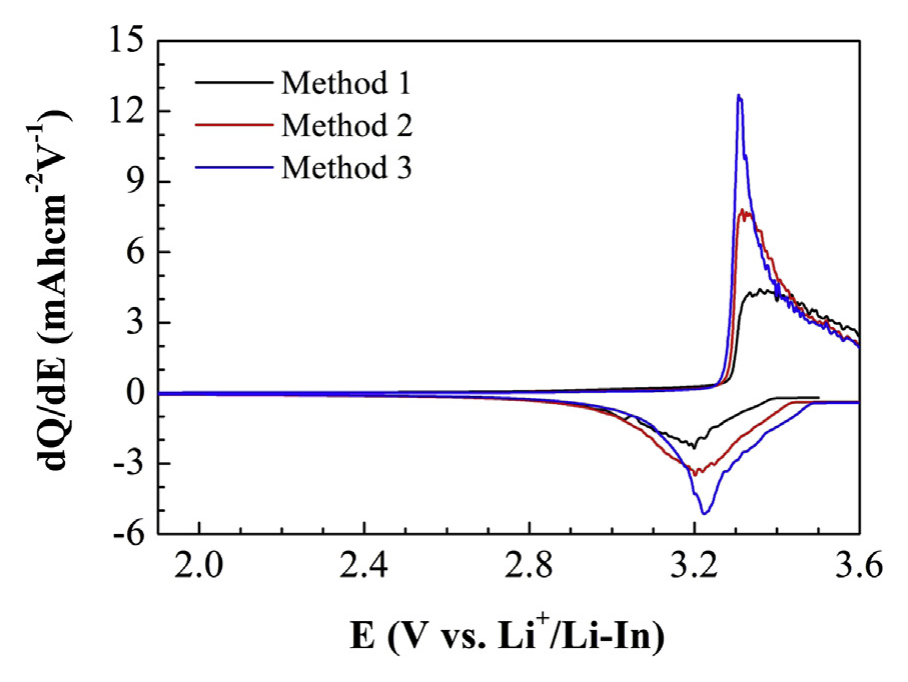 15
12
9
6
3
0
-3
-6
dQ/dE (mAhcm⁻²V⁻¹)
Method 1
Method 2
Method 3
2.0 2.4 2.8 3.2 3.6
E (V vs. Li⁺/Li-In)